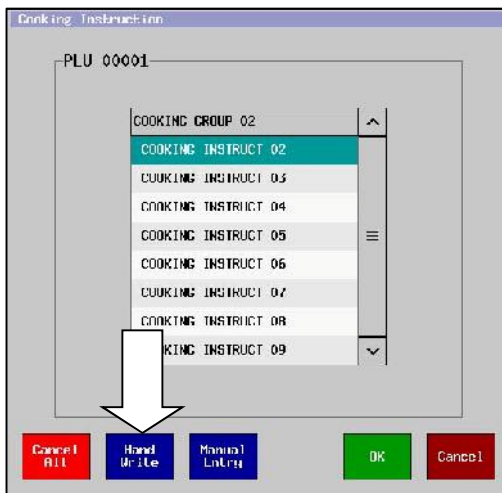 Cooking Instruction
PLU 00001
COOKING GROUP 02
COOKING INSTRUCT 02
COOKING INSTRUCT 03
COOKING INSTRUCT 04
COOKING INSTRUCT 05
COOKING INSTRUCT 06
COOKING INSTRUCT 07
COOKING INSTRUCT 08
KING INSTRUCT 09
Cancel All
Hand Write
Manual Entry
OK
Cancel